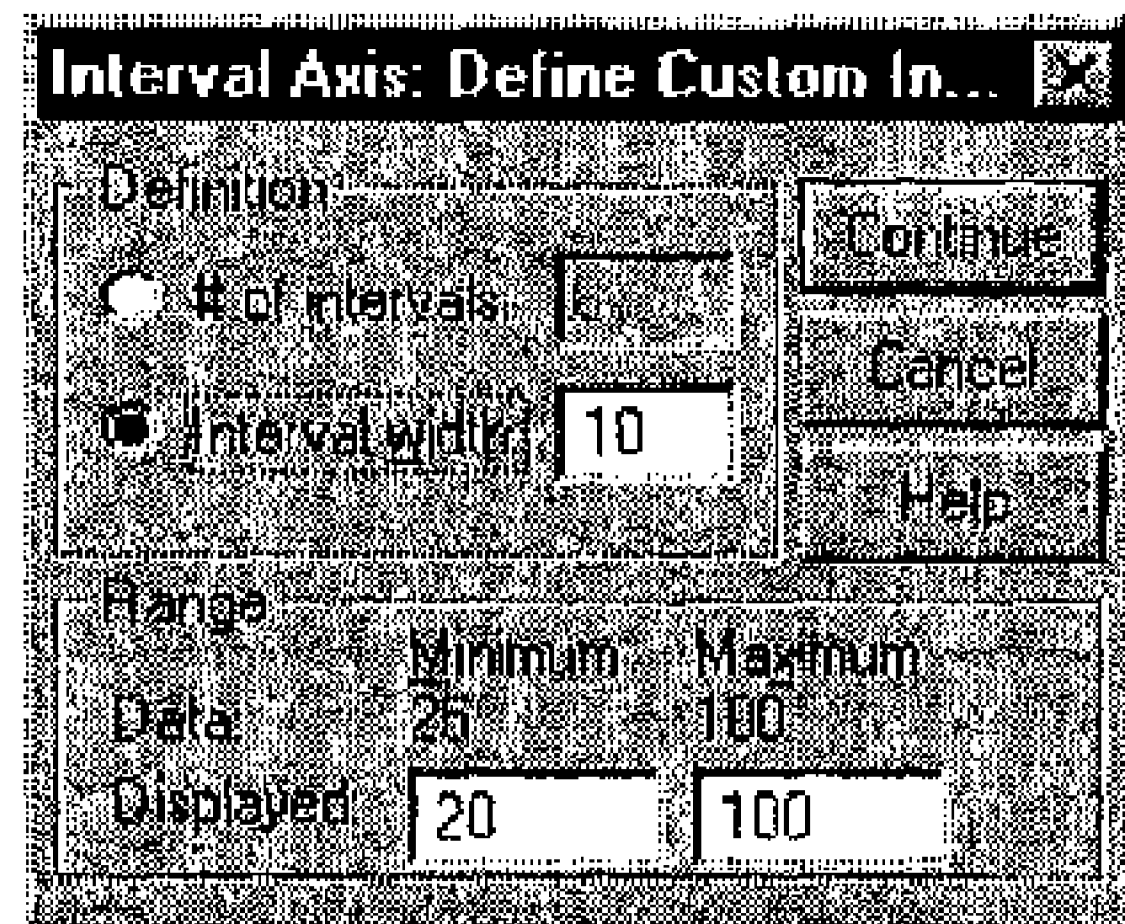 Interval Axis: Define Custom In...
Definition
# of intervals:
Interval width: 10
Continue
Cancel
Help
Range
Minimum Maximum
Data: 25 100
Displayed: 20 100